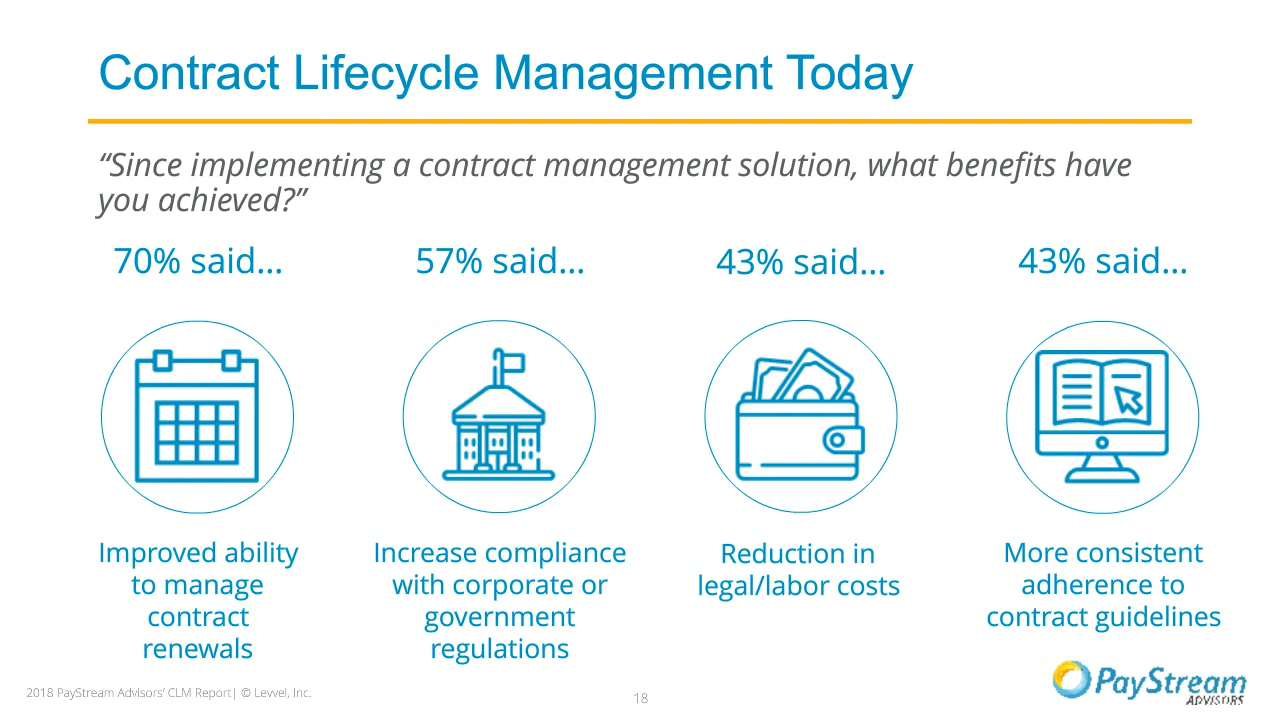 Contract Lifecycle Management Today
“Since implementing a contract management solution, what benefits have
you achieved?”
70% said...
57% said...
43% said...
43% said...
Improved ability
to manage
contract
renewals
Increase compliance
with corporate or
government
regulations
Reduction in
legal/labor costs
More consistent
adherence to
contract guidelines
2018 PayStream Advisors’ CLM Report| © Levvel, Inc.
18
PayStream
ADVISORS